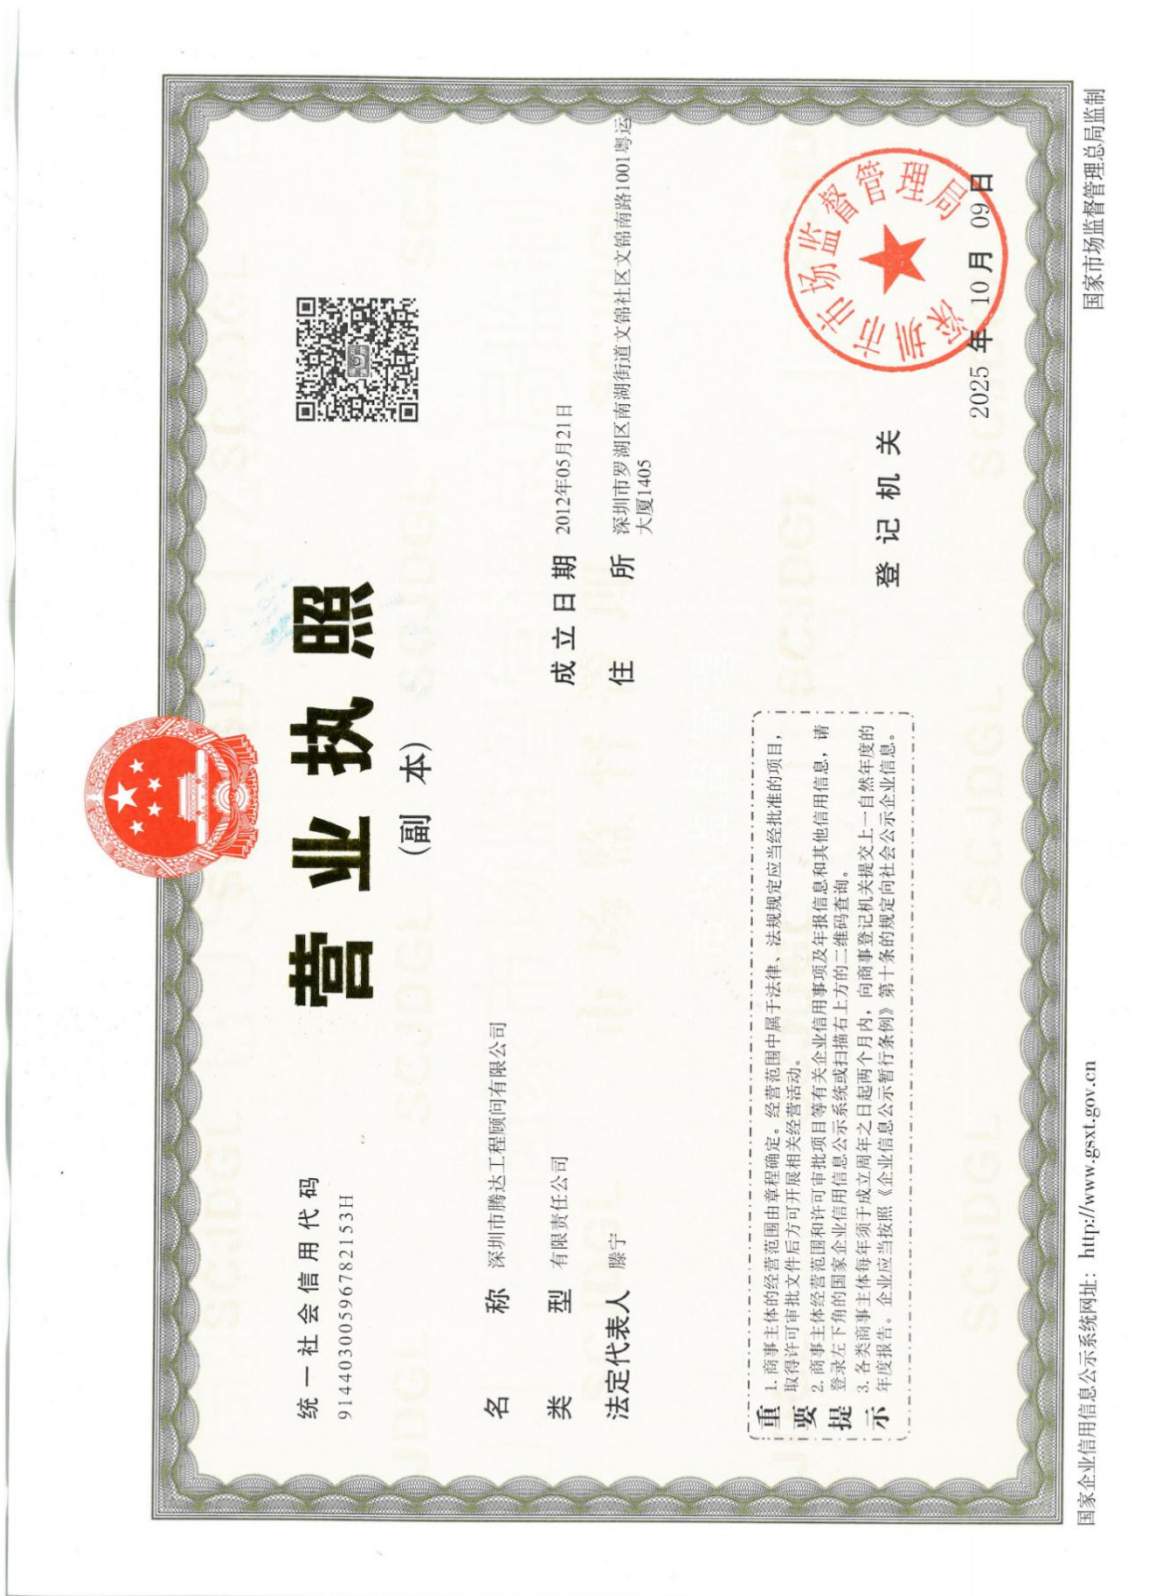 统一社会信用代码
91440300596782153H
营业执照
(副 本)
名 称 深圳市腾达工程顾问有限公司
类 型 有限责任公司
法定代表人 滕宁
成立日期 2012年05月21日
住 所 深圳市罗湖区南湖街道文锦社区文锦南路1001粤运
大厦1405
重要提示
1. 商事主体的经营范围由章程确定。经营范围中属于法律、法规规定应当经批准的项目，
取得许可审批文件后方可开展相关经营活动。
2. 商事主体经营范围和许可审批项目等有关企业信用事项及年报信息和其他信用信息，请
登录左下角的国家企业信用信息公示系统或扫描右上方的二维码查询。
3. 各类商事主体每年须于成立周年之日起两个月内，向商事登记机关提交上一自然年度的
年度报告。企业应当按照《企业信息公示暂行条例》第十条的规定向社会公示企业信息。
登记机关
深圳市市场监督管理局
2025 年 10 月 09 日
国家企业信用信息公示系统网址： http://www.gsxt.gov.cn
国家市场监督管理总局监制